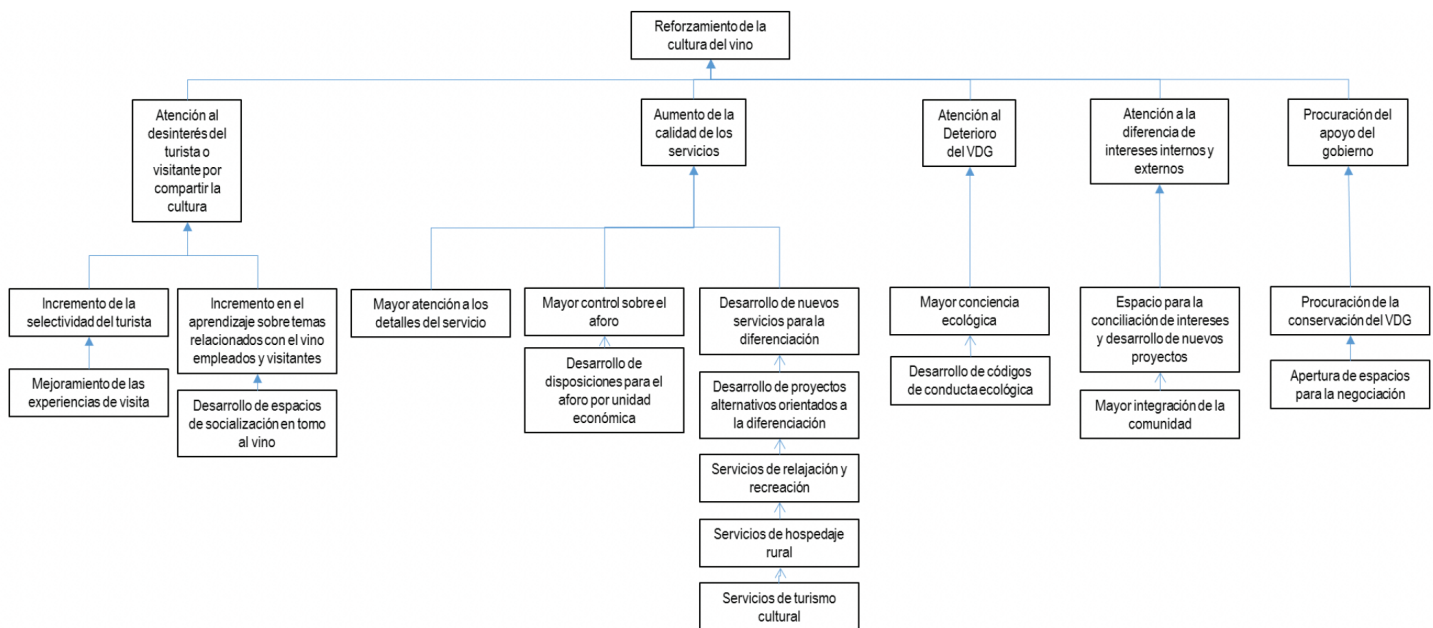 Reforzamiento de la
cultura del vino
Atención al
desinterés del
turista o
visitante por
compartir la
cultura
Aumento de la
calidad de los
servicios
Atención al
Deterioro
del VDG
Atención a la
diferencia de
intereses internos y
externos
Procuración del
apoyo del
gobierno
Incremento de la
selectividad del turista
Incremento en el
aprendizaje sobre temas
relacionados con el vino
empleados y visitantes
Mayor atención a los
detalles del servicio
Mayor control sobre el
aforo
Desarrollo de nuevos
servicios para la
diferenciación
Mayor conciencia
ecológica
Espacio para la
conciliación de intereses
y desarrollo de nuevos
proyectos
Procuración de la
conservación del VDG
Mejoramiento de las
experiencias de visita
Desarrollo de espacios
de socialización en torno
al vino
Desarrollo de
disposiciones para el
aforo por unidad
económica
Desarrollo de proyectos
alternativos orientados a
la diferenciación
Desarrollo de códigos
de conducta ecológica
Mayor integración de la
comunidad
Apertura de espacios
para la negociación
Servicios de relajación y
recreación
Servicios de hospedaje
rural
Servicios de turismo
cultural